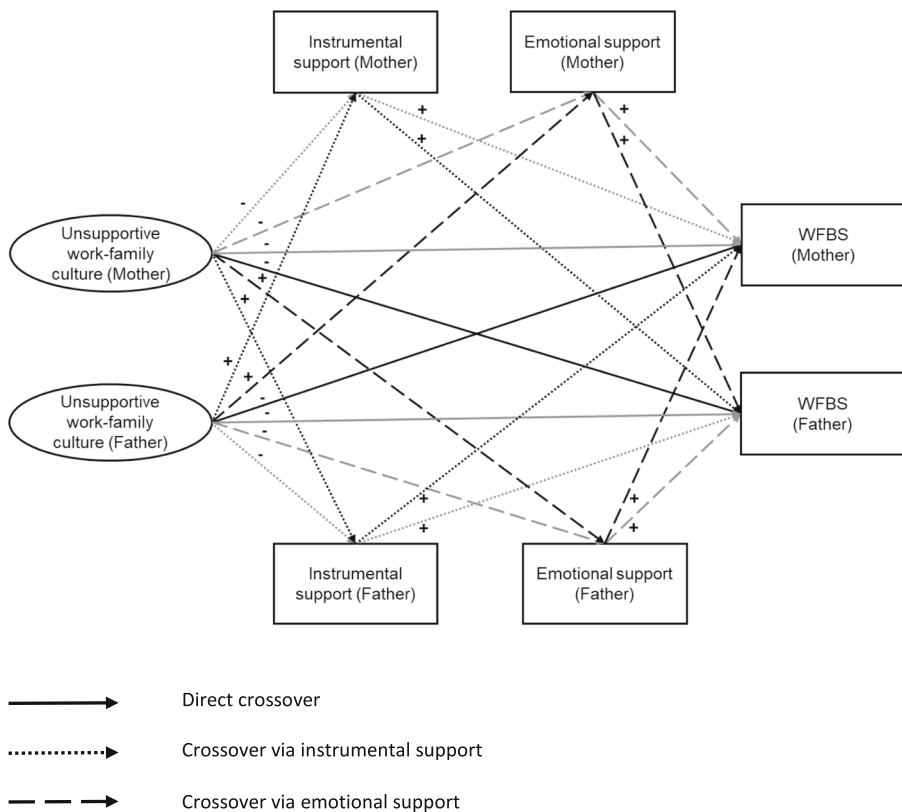 Instrumental
support (Mother)
Emotional support
(Mother)
+
+
+
+
-
-
-
-
+
+
Unsupportive
work-family
culture (Mother)
WFBS
(Mother)
+
+
-
-
-
-
Unsupportive
work-family
culture (Father)
WFBS
(Father)
+
+
+
+
Instrumental
support (Father)
Emotional support
(Father)
Direct crossover
Crossover via instrumental support
Crossover via emotional support